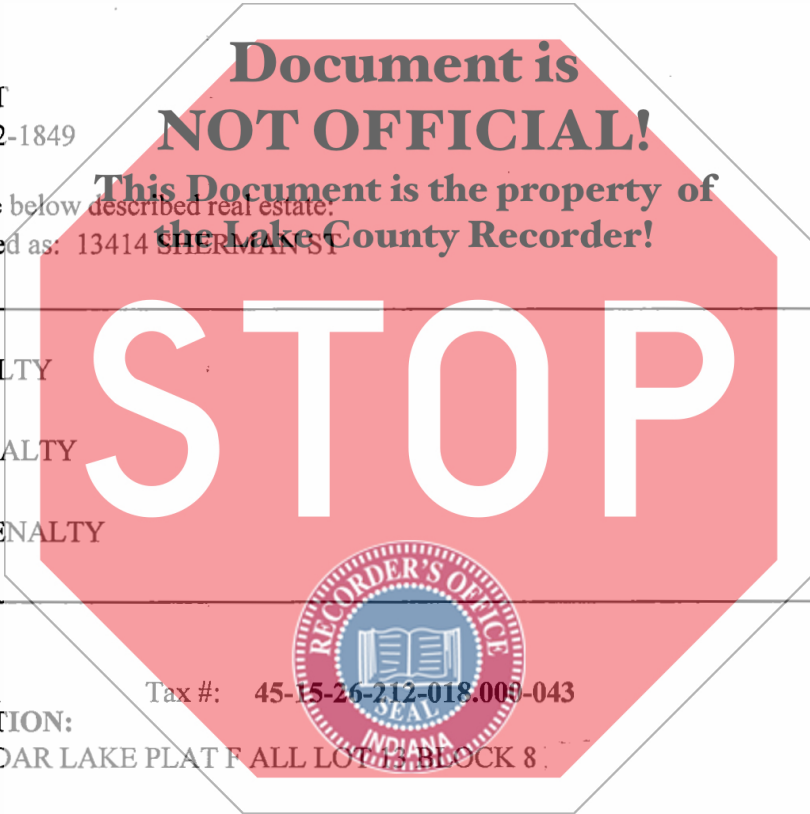 Document is
T
NOT OFFICIAL!
2-1849
This Document is the property of
below described real estate:
the Lake County Recorder!
ed as: 13414 SHERMAN ST
STOP
LTY
ALTY
ENALTY
RECORDER'S OFFICE
SEAL
INDIANA
Tax #: 45-15-26-212-018.000-043
TION:
DAR LAKE PLAT F ALL LOT 13 BLOCK 8